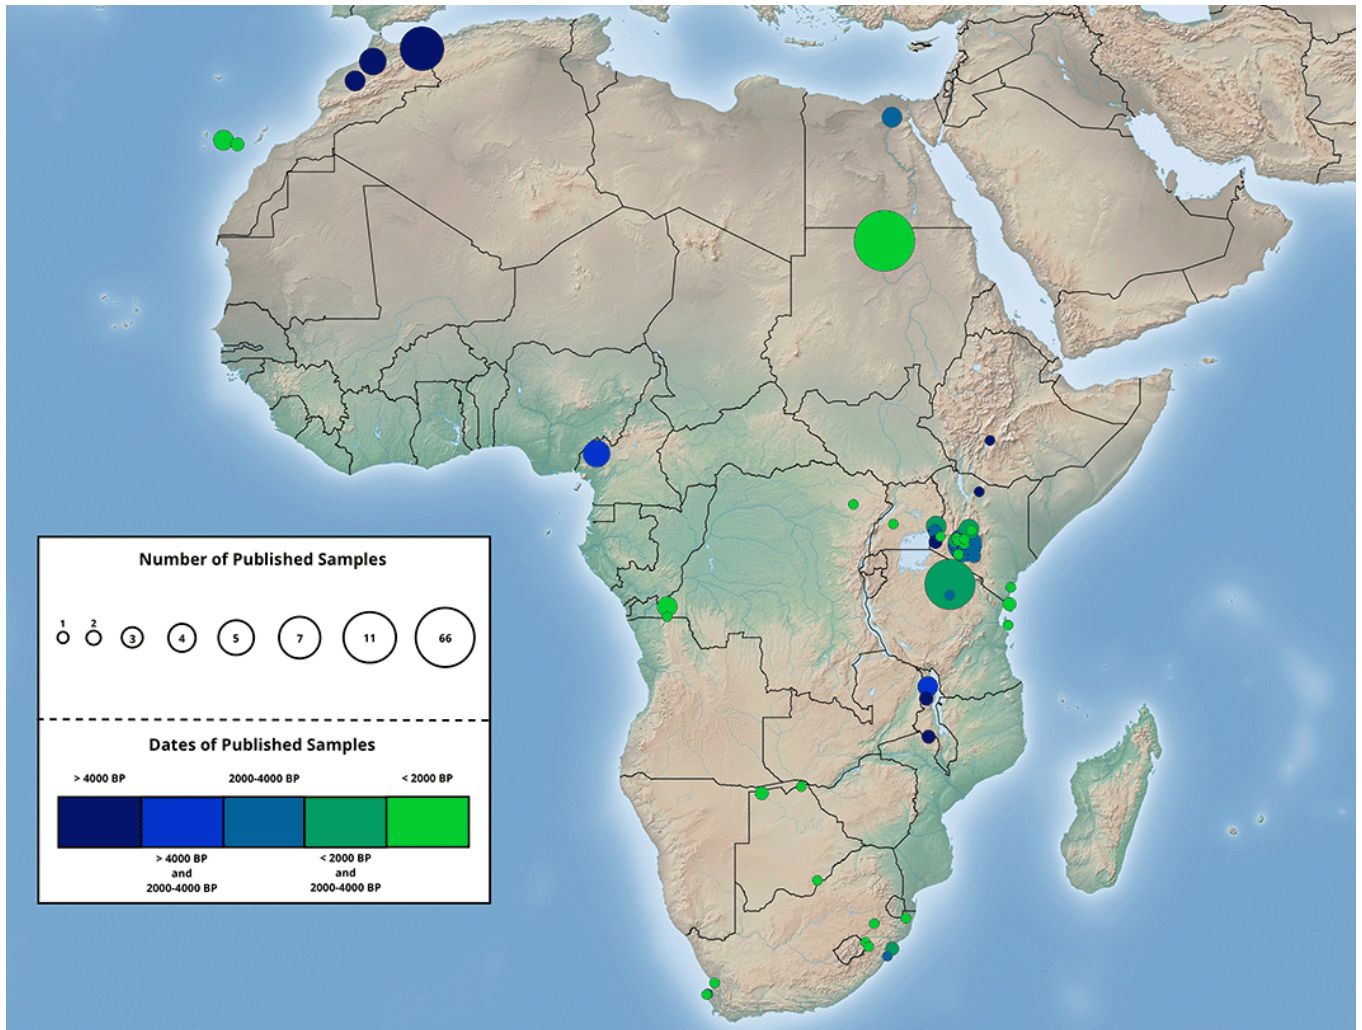 Number of Published Samples
1
2
3
4
5
7
11
66
Dates of Published Samples
> 4000 BP
2000-4000 BP
< 2000 BP
> 4000 BP
and
2000-4000 BP
< 2000 BP
and
2000-4000 BP